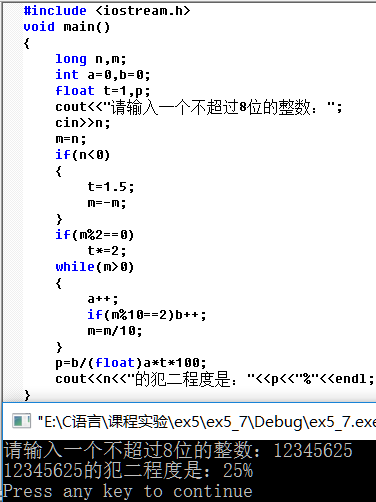 #include <iostream.h>
void main()
{
    long n,m;
    int a=0,b=0;
    float t=1,p;
    cout<<"请输入一个不超过8位的整数：";
    cin>>n;
    m=n;
    if(n<0)
    {
        t=1.5;
        m=-m;
    }
    if(m%2==0)
        t*=2;
    while(m>0)
    {
        a++;
        if(m%10==2)b++;
        m=m/10;
    }
    p=b/(float)a*t*100;
    cout<<n<<"的犯二程度是："<<p<<"%"<<endl;
}
"E:\C语言\课程实验\ex5\ex5_7\Debug\ex5_7.exe
请输入一个不超过8位的整数：12345625
12345625的犯二程度是：25%
Press any key to continue